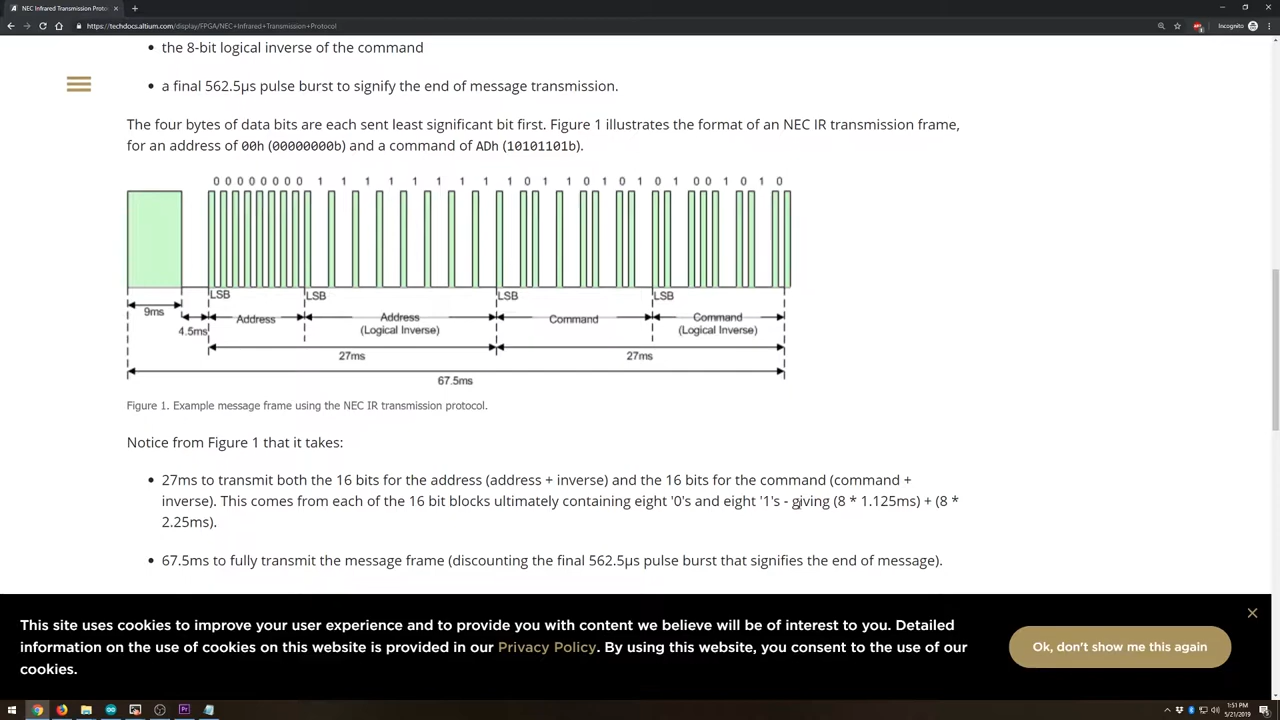 NEC Infrared Transmission Proto
https://techdocs.altium.com/display/FPGA/NEC+Infrared+Transmission+Protocol
Incognito
• the 8-bit logical inverse of the command
• a final 562.5µs pulse burst to signify the end of message transmission.
The four bytes of data bits are each sent least significant bit first. Figure 1 illustrates the format of an NEC IR transmission frame,
for an address of 00h (00000000b) and a command of ADh (10101101b).
0 0 0 0 0 0 0 0 1 1 1 1 1 1 1 1 1 0 1 1 0 1 0 1 0 1 0 0 1 0 1 0
LSB LSB LSB LSB
9ms
4.5ms
Address Address Command Command
(Logical Inverse) (Logical Inverse)
27ms 27ms
67.5ms
Figure 1. Example message frame using the NEC IR transmission protocol.
Notice from Figure 1 that it takes:
• 27ms to transmit both the 16 bits for the address (address + inverse) and the 16 bits for the command (command +
inverse). This comes from each of the 16 bit blocks ultimately containing eight '0's and eight '1's - giving (8 * 1.125ms) + (8 *
2.25ms).
• 67.5ms to fully transmit the message frame (discounting the final 562.5µs pulse burst that signifies the end of message).
This site uses cookies to improve your user experience and to provide you with content we believe will be of interest to you. Detailed
information on the use of cookies on this website is provided in our Privacy Policy. By using this website, you consent to the use of our
cookies.
Ok, don't show me this again
1:51 PM
5/21/2019